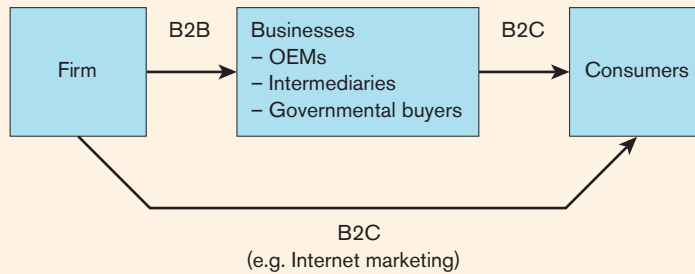 B2B
B2C
Firm
Businesses
– OEMs
– Intermediaries
– Governmental buyers
Consumers
B2C
(e.g. Internet marketing)